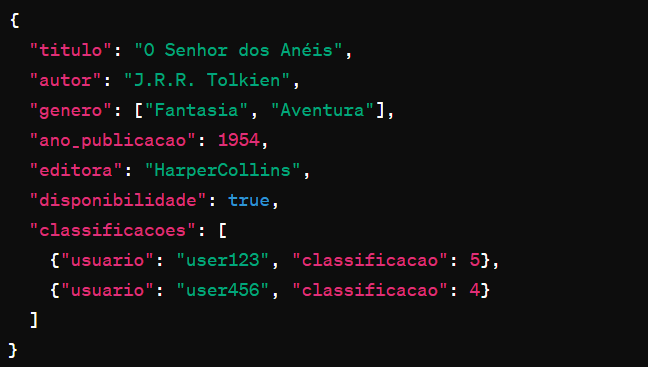 {
  "titulo": "O Senhor dos Anéis",
  "autor": "J.R.R. Tolkien",
  "genero": ["Fantasia", "Aventura"],
  "ano_publicacao": 1954,
  "editora": "HarperCollins",
  "disponibilidade": true,
  "classificacoes": [
    {"usuario": "user123", "classificacao": 5},
    {"usuario": "user456", "classificacao": 4}
  ]
}